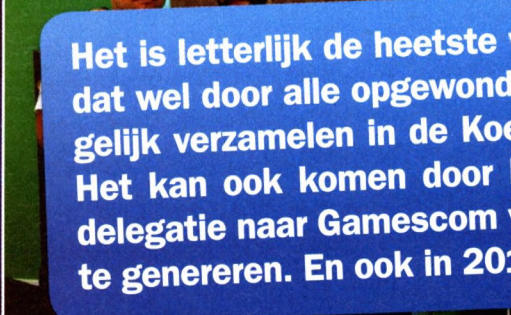 Het is letterlijk de heetste
dat wel door alle opgewond
gelijk verzamelen in de Koe
Het kan ook komen door
delegatie naar Gamescom
te genereren. En ook in 201